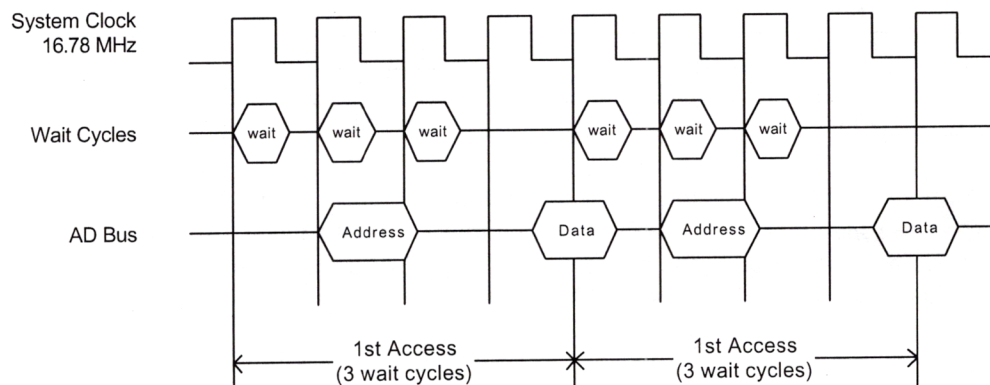 System Clock
16.78 MHz
Wait Cycles
wait wait wait wait wait wait
AD Bus
Address Data Address Data
1st Access
(3 wait cycles)
1st Access
(3 wait cycles)